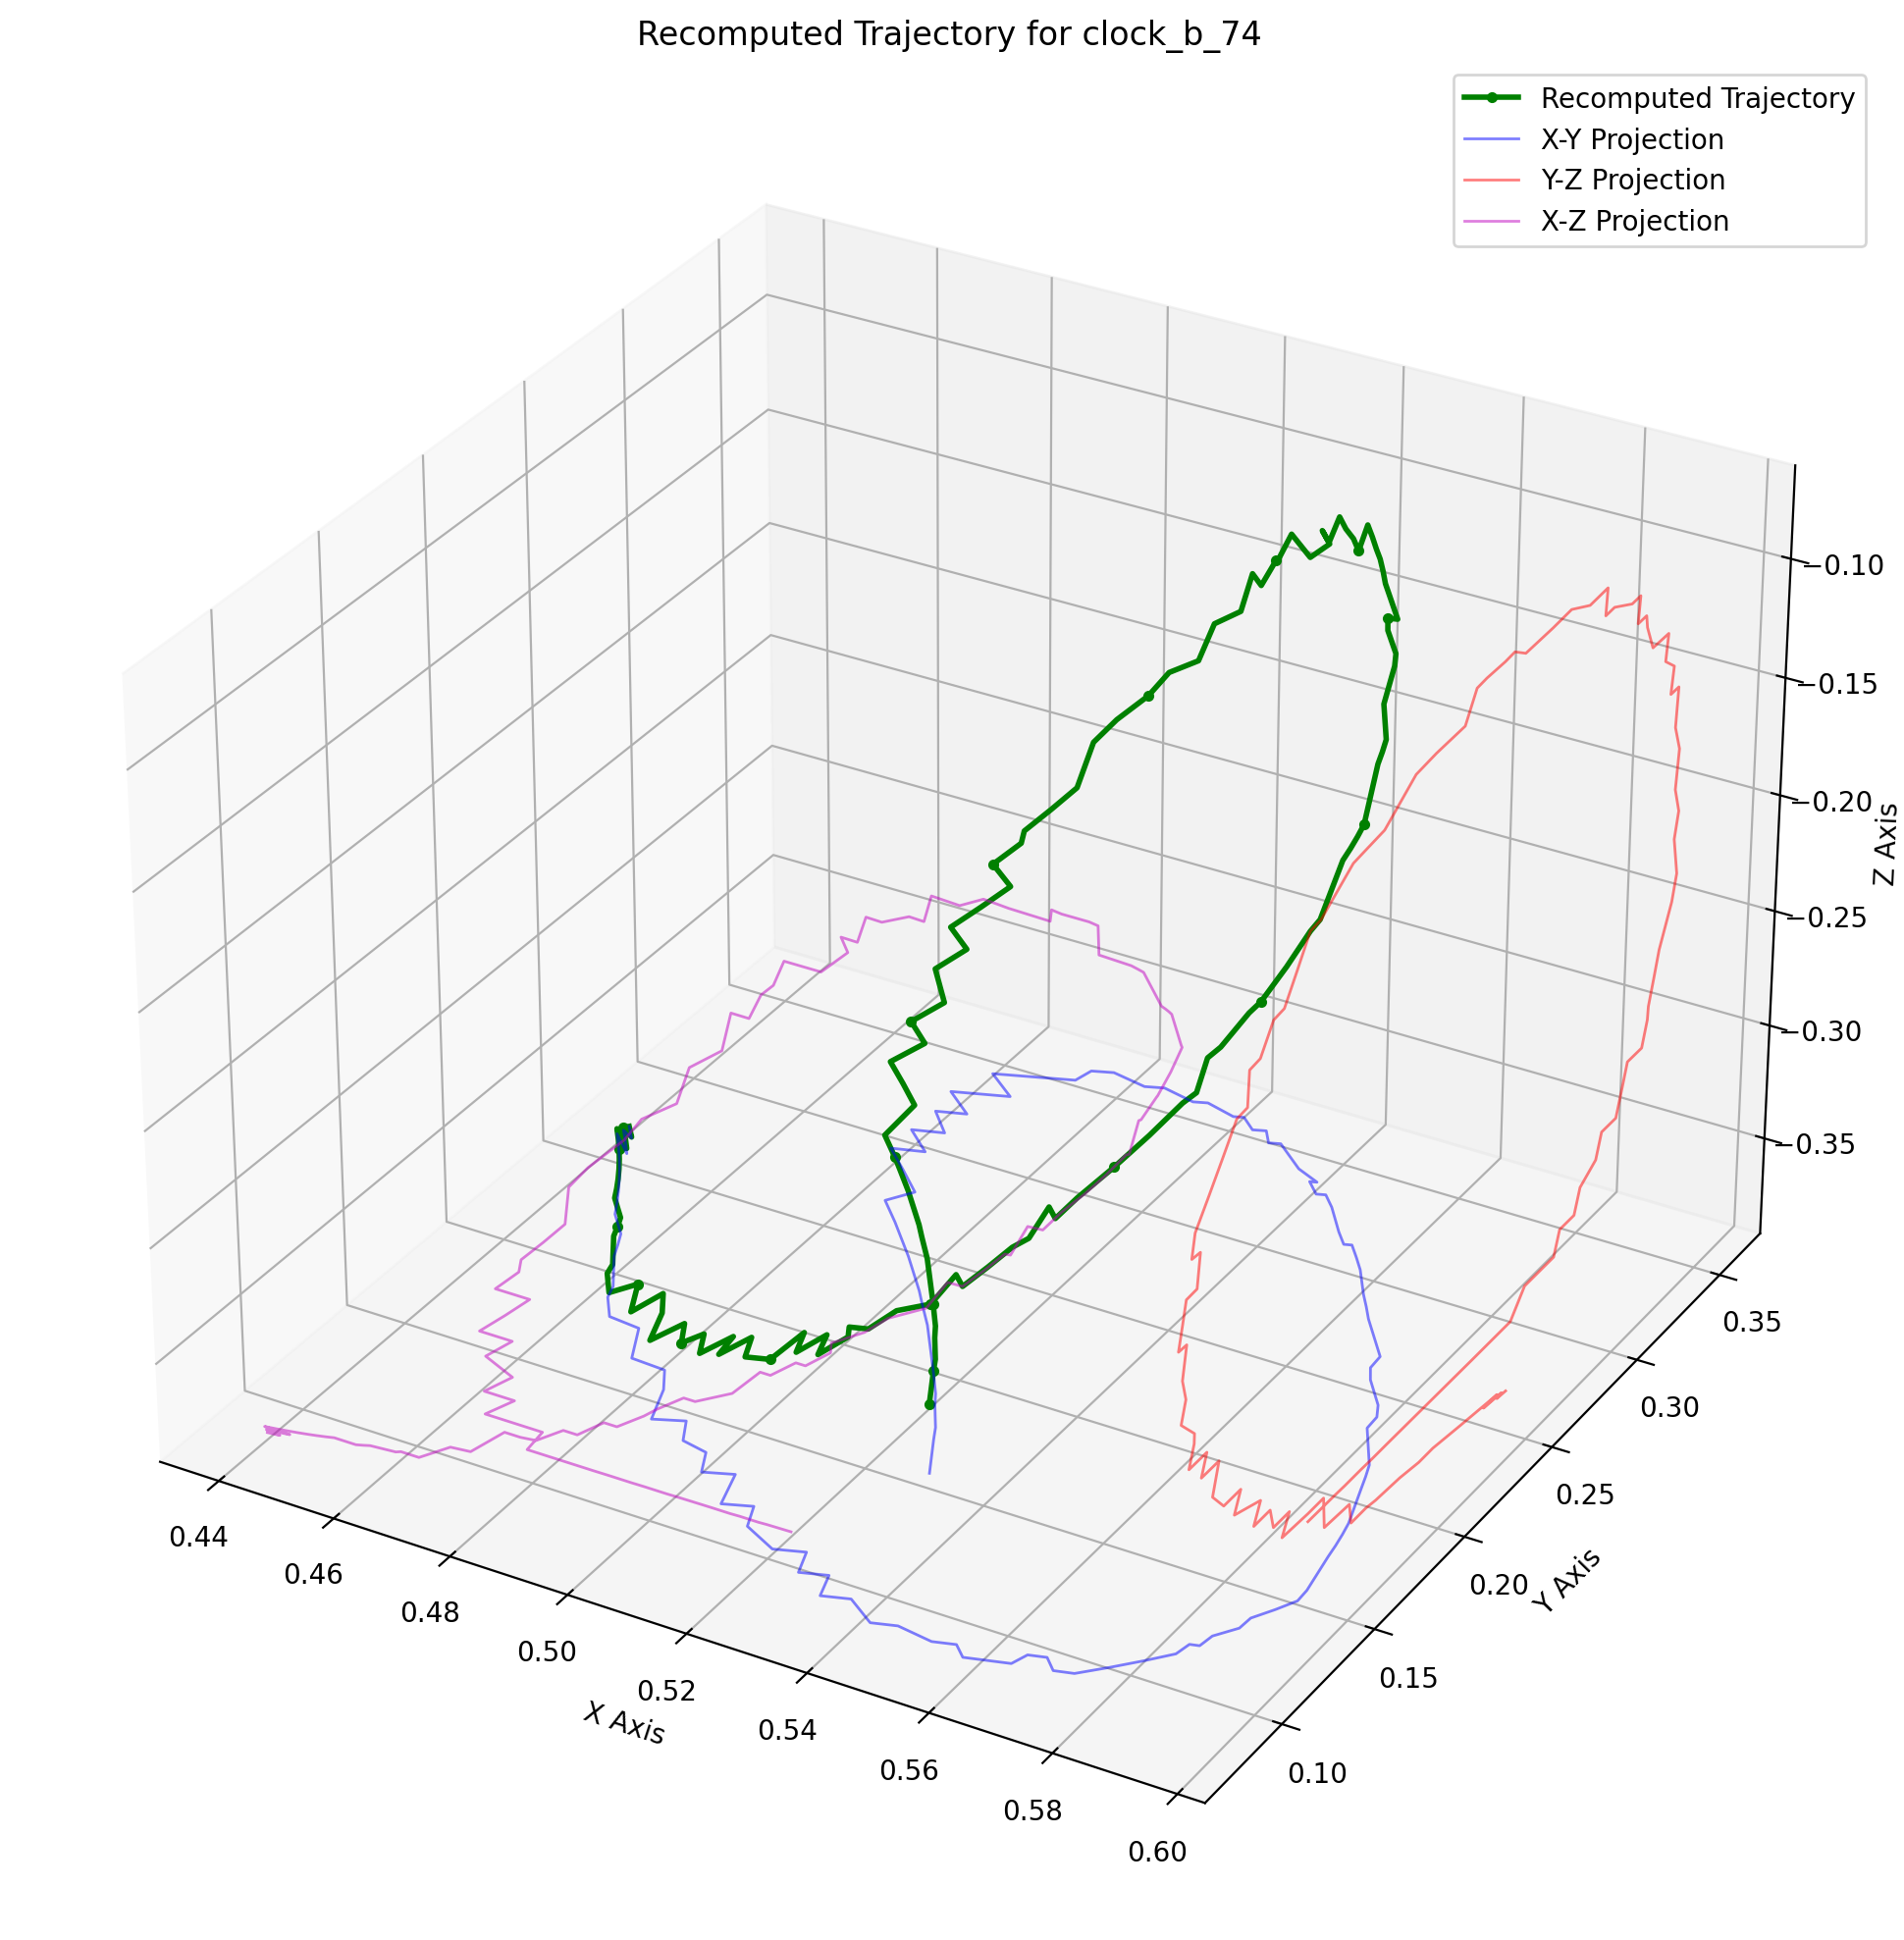 Recomputed Trajectory for clock_b_74
Recomputed Trajectory
X-Y Projection
Y-Z Projection
X-Z Projection
−0.10
−0.15
−0.20
−0.25
−0.30
−0.35
Z Axis
0.35
0.30
0.25
0.20
0.15
0.10
Y Axis
0.44
0.46
0.48
0.50
0.52
0.54
0.56
0.58
0.60
X Axis